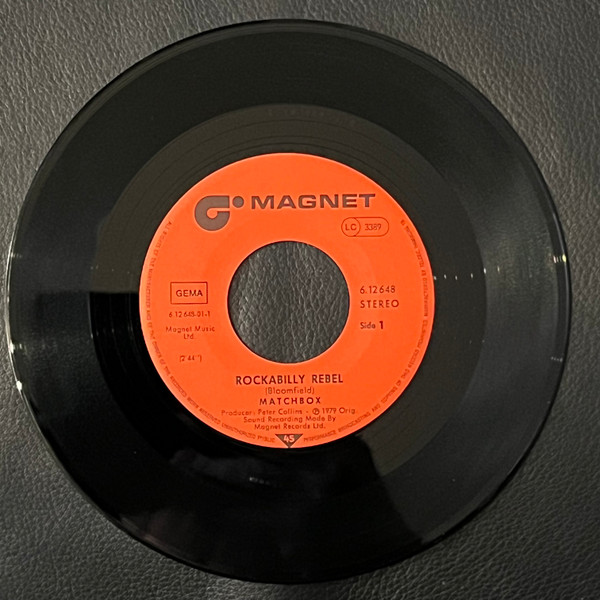 MAGNET
LC 3387
GEMA
6.12648
STEREO
6.12 648-01-1
Side 1
Magnet Music
Ltd.
(2'44")
ROCKABILLY REBEL
(Bloomfield)
MATCHBOX
Producer: Peter Collins - ℗ 1979 Orig.
Sound Recording Made By
Magnet Records Ltd.
45